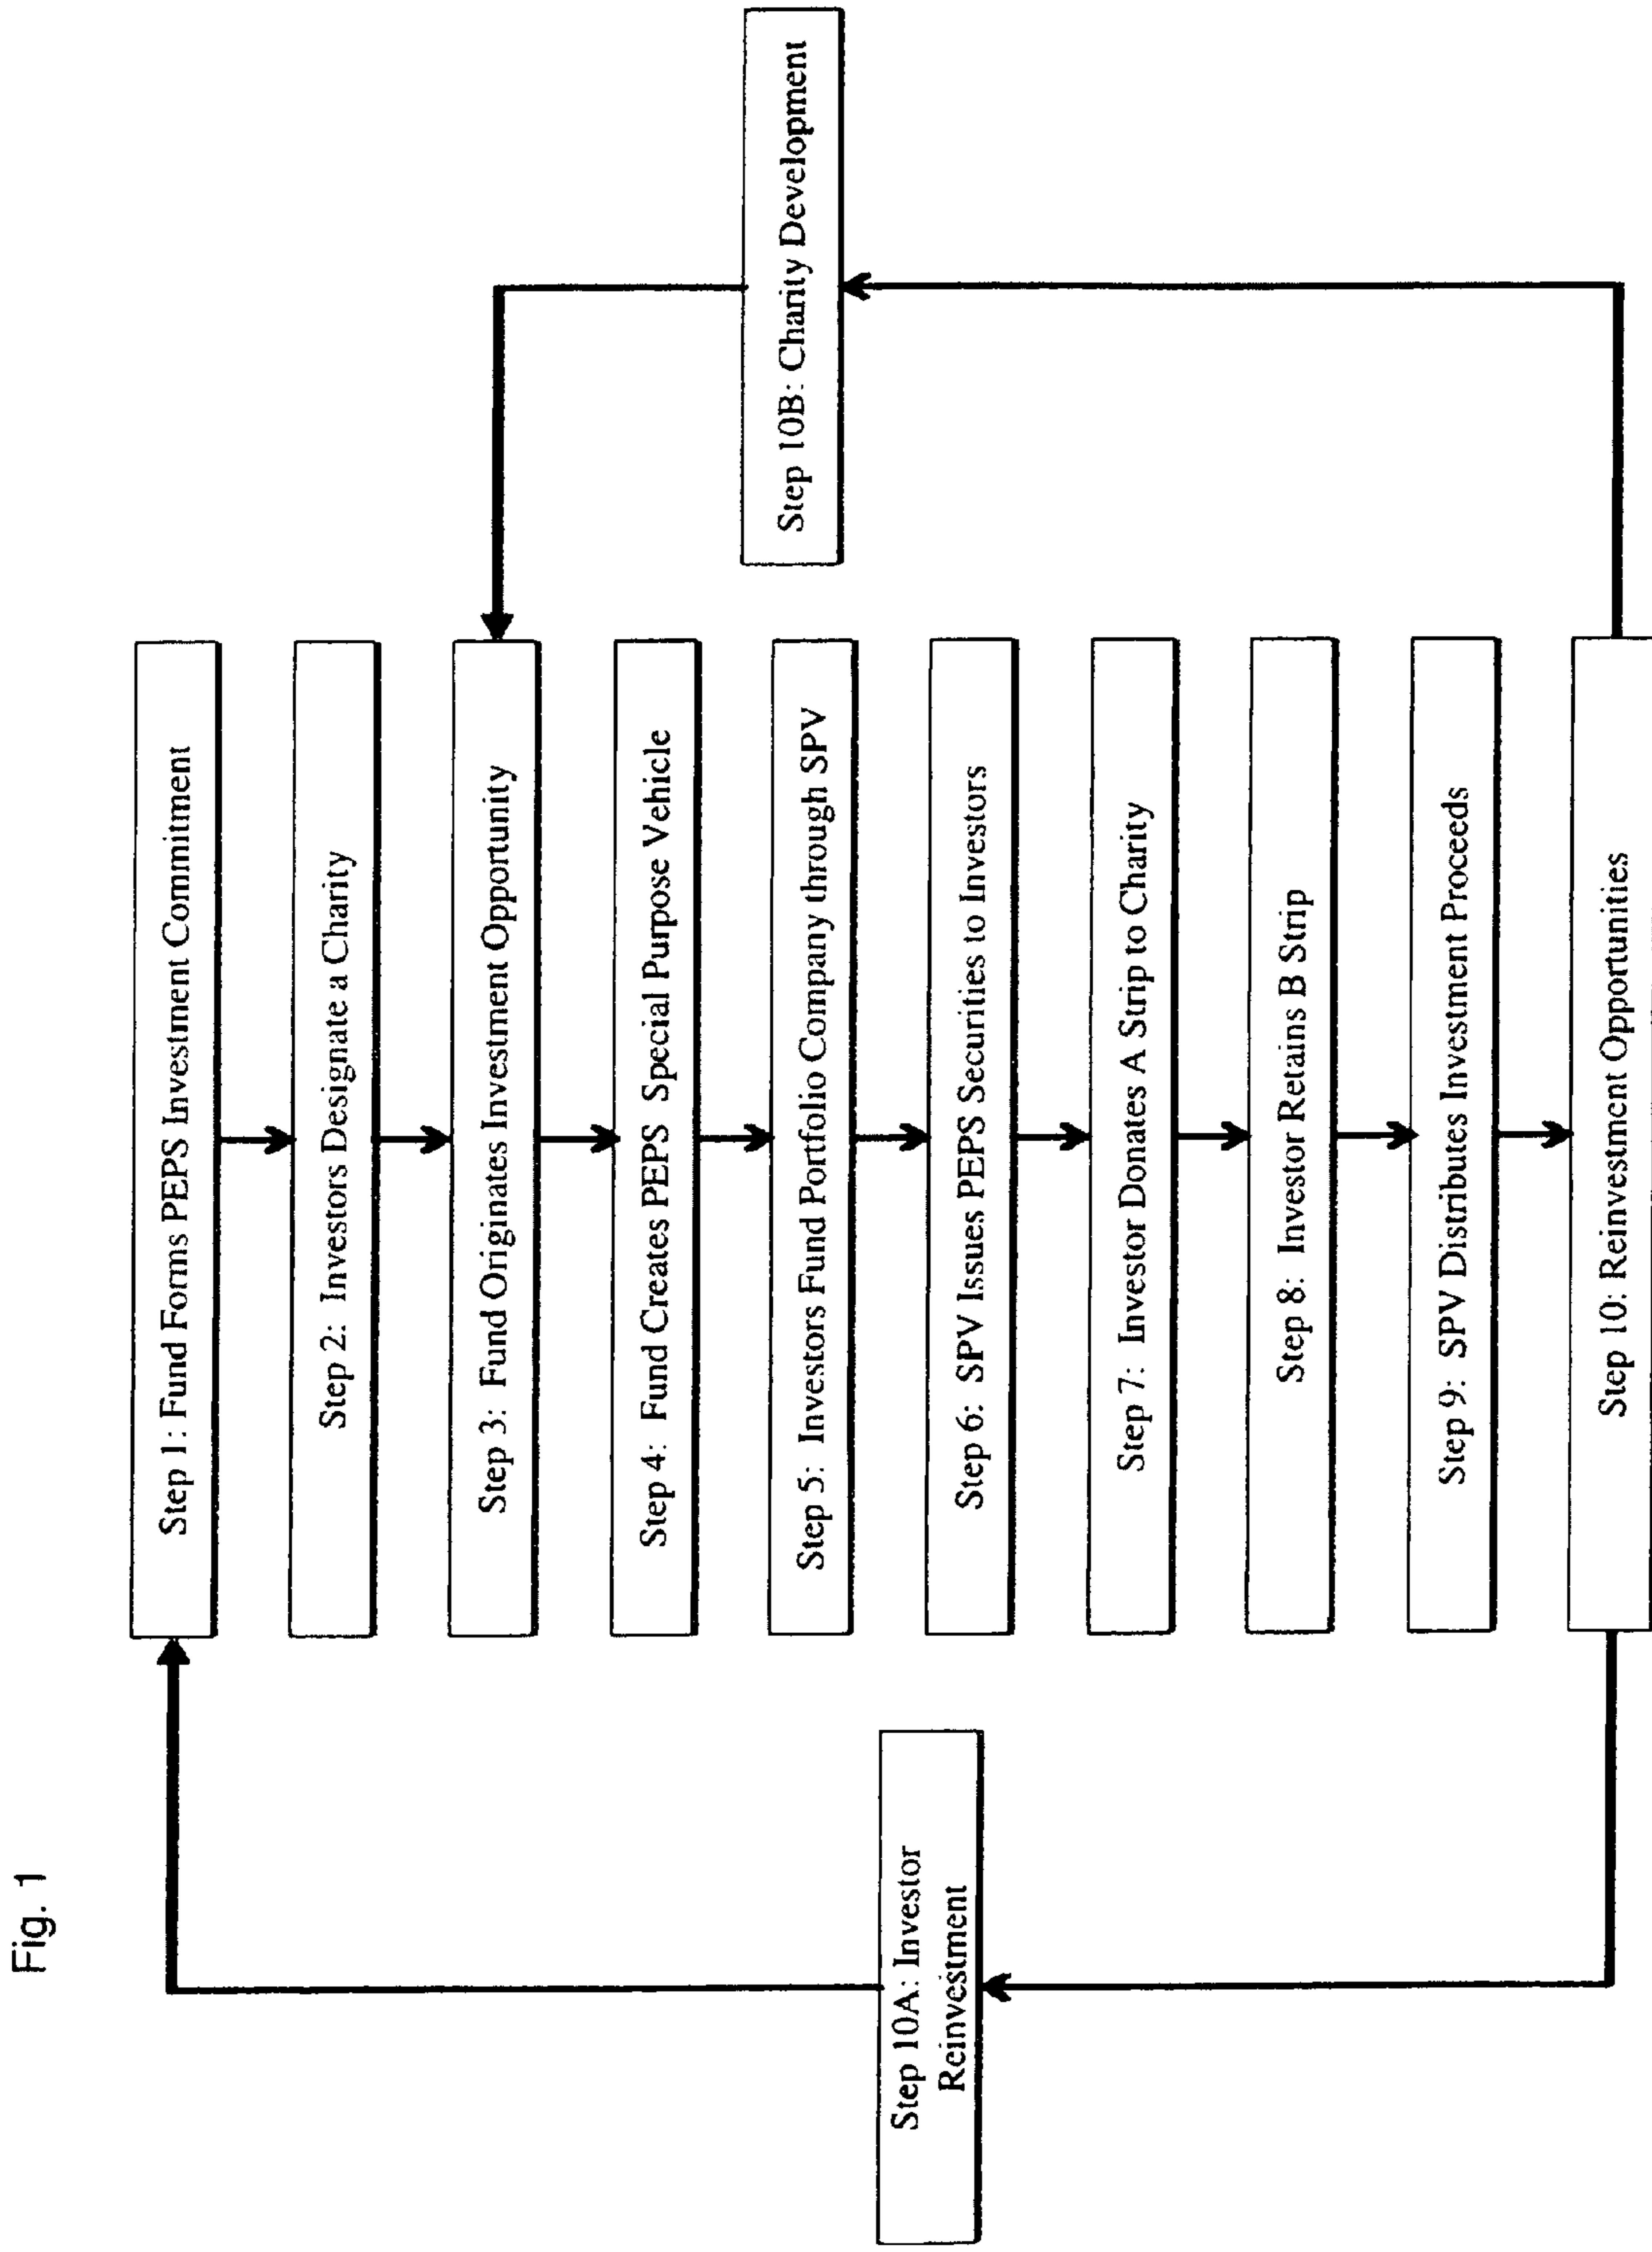 Fig. 1
Step 1: Fund Forms PEPS Investment Commitment
Step 2: Investors Designate a Charity
Step 3: Fund Originates Investment Opportunity
Step 4: Fund Creates PEPS Special Purpose Vehicle
Step 5: Investors Fund Portfolio Company through SPV
Step 6: SPV Issues PEPS Securities to Investors
Step 7: Investor Donates A Strip to Charity
Step 8: Investor Retains B Strip
Step 9: SPV Distributes Investment Proceeds
Step 10: Reinvestment Opportunities
Step 10A: Investor
Reinvestment
Step 10B: Charity Development